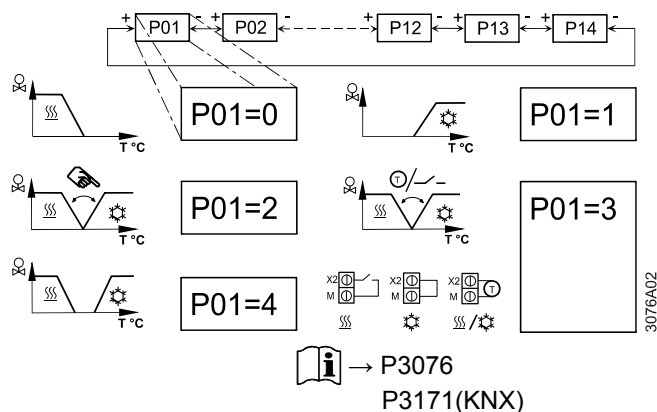 + P01 - + P02 - + P12 - + P13 - + P14 -
P01=0
T °C
P01=1
T °C
P01=2
T °C
T / 
P01=3
T °C
P01=4
T °C
X2
M
X2
M
X2
M
T
/
3076A02
i → P3076
P3171(KNX)